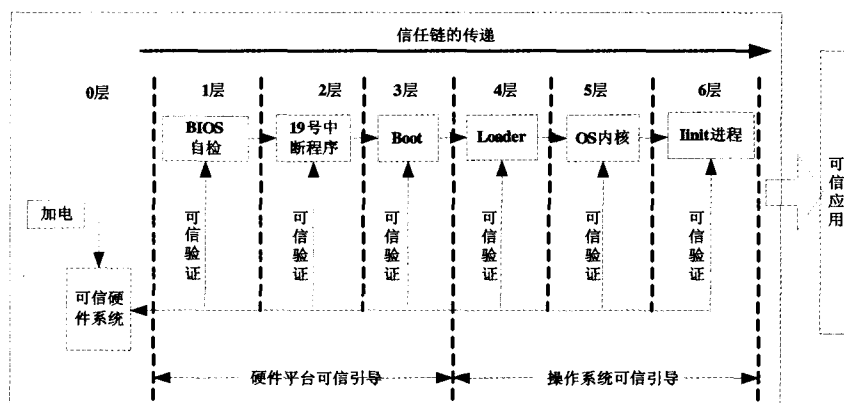 信任链的传递
0层
1层
2层
3层
4层
5层
6层
BIOS
自检
19号中
断程序
Boot
Loader
OS内核
Iinit进程
加电
可信验证
可信验证
可信验证
可信验证
可信验证
可信验证
可信应用
可信硬
件系统
硬件平台可信引导
操作系统可信引导